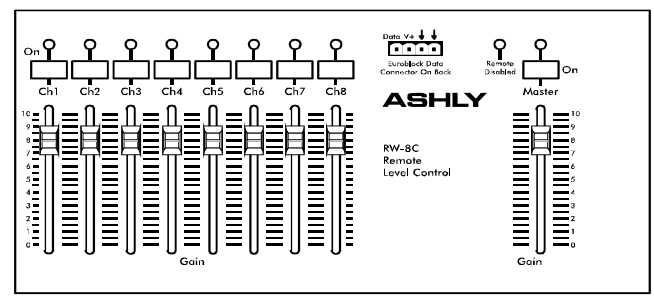 On
Ch1 Ch2 Ch3 Ch4 Ch5 Ch6 Ch7 Ch8
10
9
8
7
6
5
4
3
2
1
0
Gain
Data V+
Euroblock Data
Connector On Back
ASHLY
RW-8C
Remote
Level Control
Remote
Disabled
On
Master
10
9
8
7
6
5
4
3
2
1
0
Gain